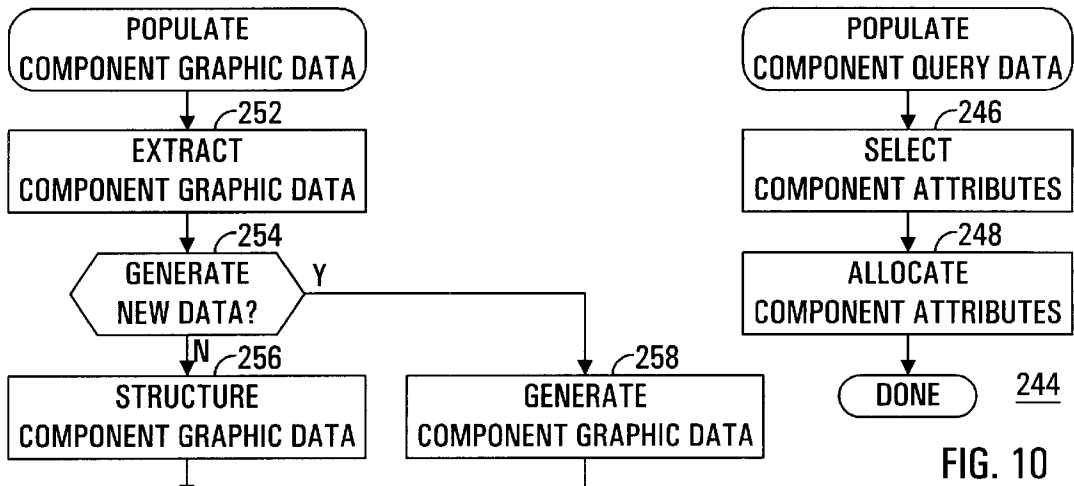 POPULATE
COMPONENT GRAPHIC DATA
252
EXTRACT
COMPONENT GRAPHIC DATA
254
GENERATE
NEW DATA?
Y
N
256
STRUCTURE
COMPONENT GRAPHIC DATA
258
GENERATE
COMPONENT GRAPHIC DATA
POPULATE
COMPONENT QUERY DATA
246
SELECT
COMPONENT ATTRIBUTES
248
ALLOCATE
COMPONENT ATTRIBUTES
DONE
244
FIG. 10